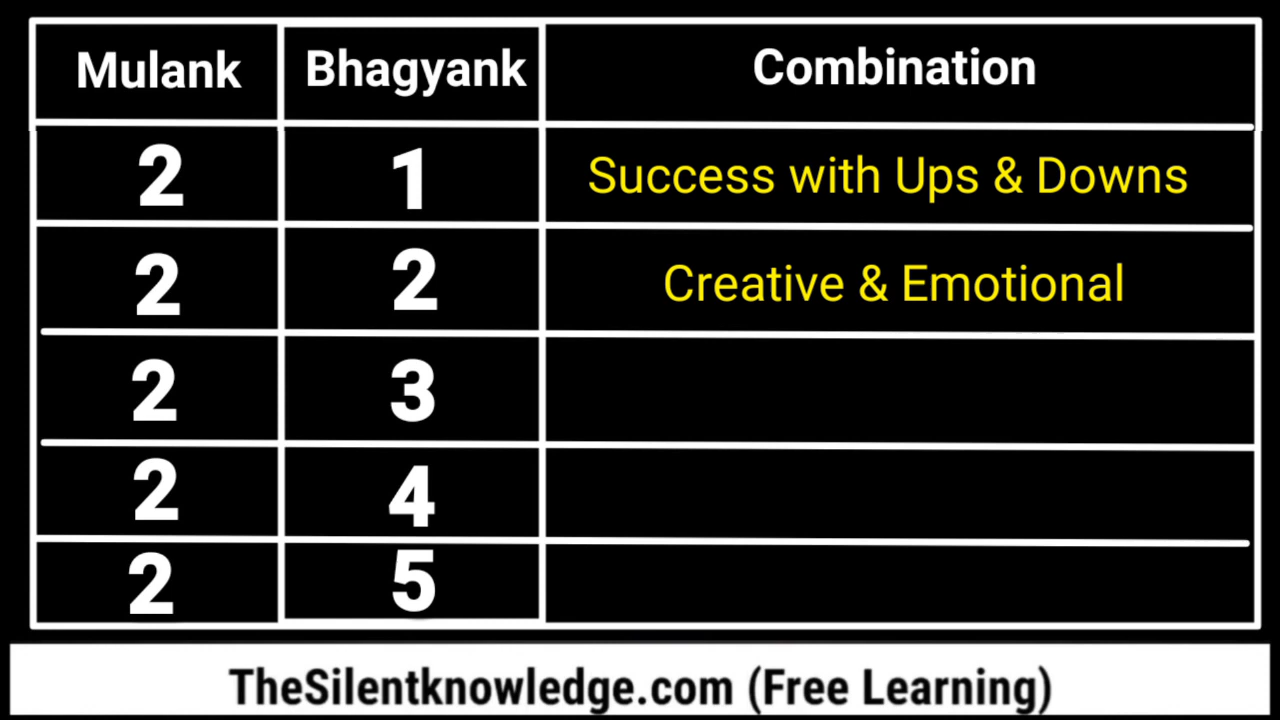 Mulank Bhagyank Combination
2 1 Success with Ups & Downs
2 2 Creative & Emotional
2 3
2 4
2 5
TheSilentknowledge.com (Free Learning)